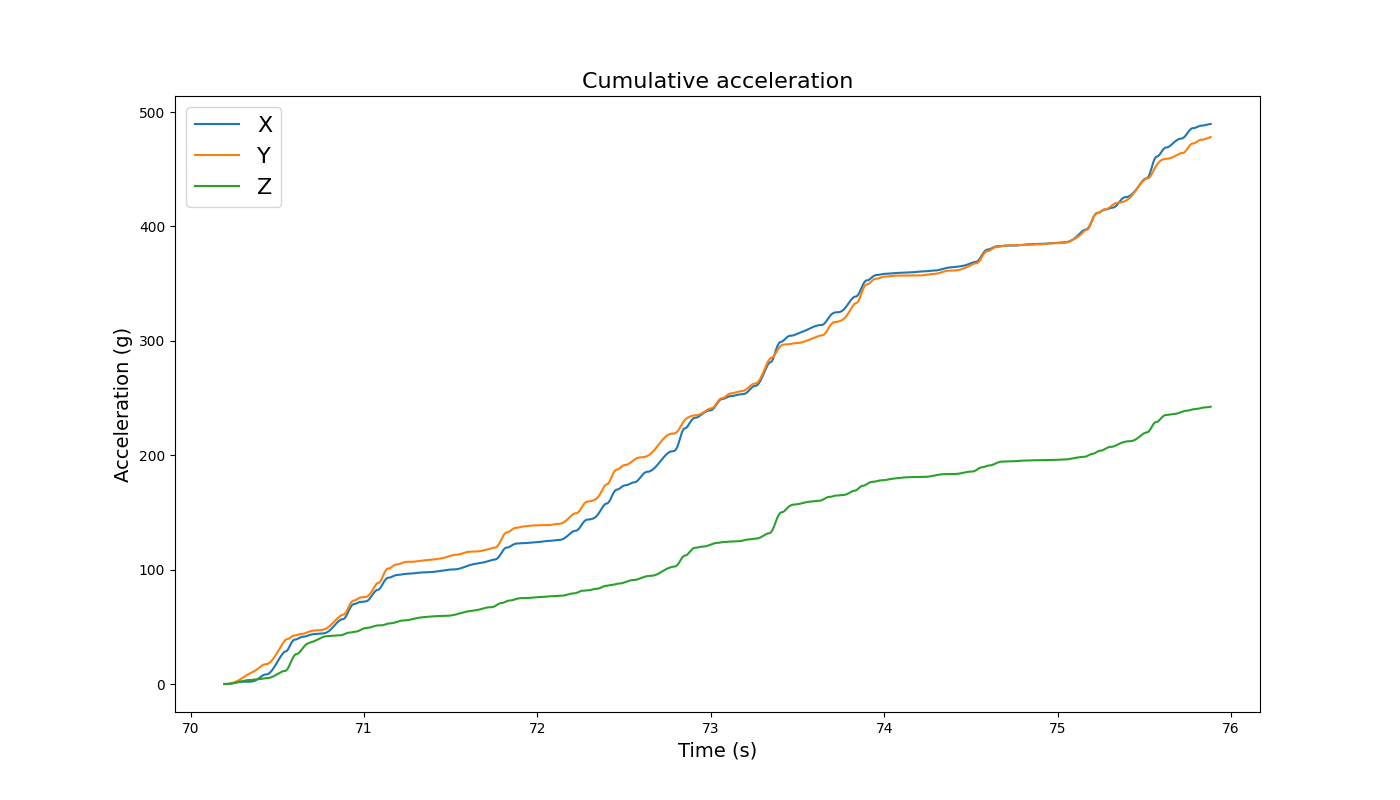 Cumulative acceleration
X
Y
Z
500
400
300
200
100
0
Acceleration (g)
70 71 72 73 74 75 76
Time (s)